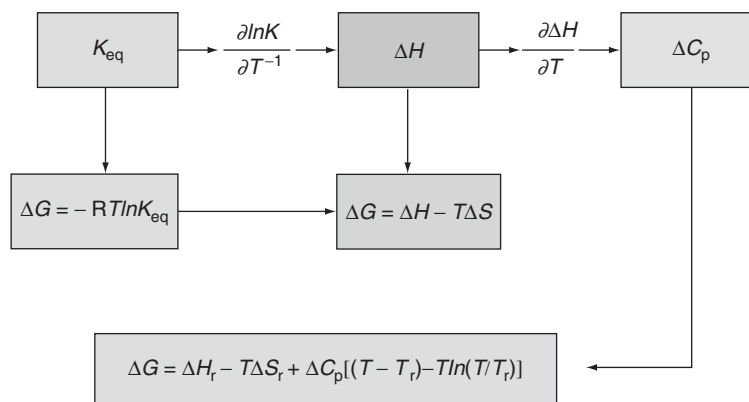 K_eq
∂lnK
∂T⁻¹
ΔH
∂ΔH
∂T
ΔC_p
ΔG = − RTlnK_eq
ΔG = ΔH − TΔS
ΔG = ΔH_r − TΔS_r + ΔC_p[(T − T_r)−Tln(T/T_r)]